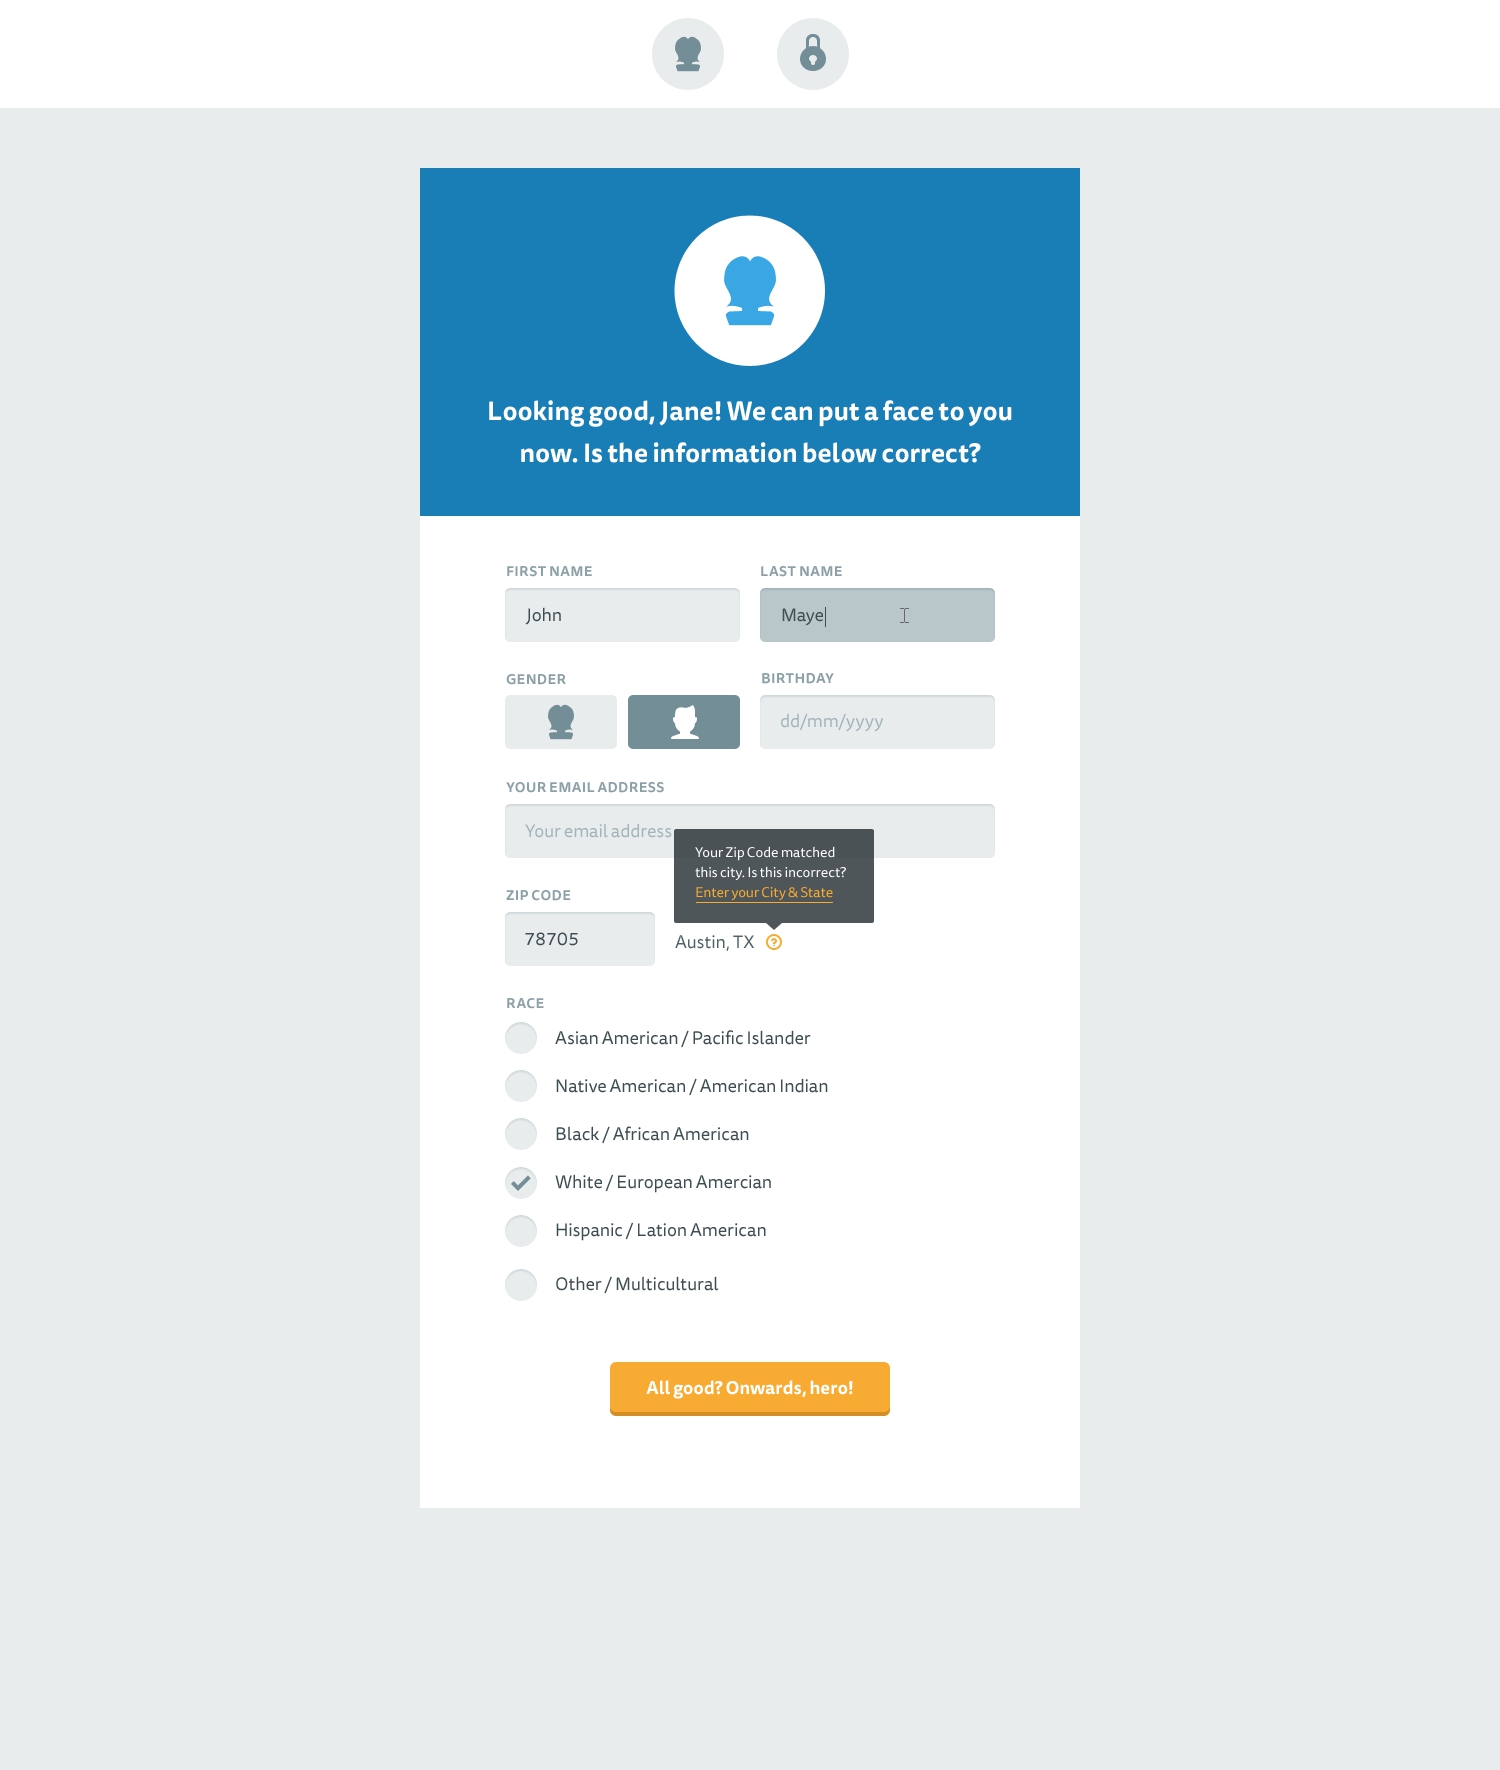 Looking good, Jane! We can put a face to you
now. Is the information below correct?
FIRST NAME
LAST NAME
John
Maye
GENDER
BIRTHDAY
dd/mm/yyyy
YOUR EMAIL ADDRESS
Your email address
Your Zip Code matched
this city. Is this incorrect?
Enter your City & State
ZIP CODE
78705
Austin, TX
?
RACE
Asian American / Pacific Islander
Native American / American Indian
Black / African American
White / European Amercian
Hispanic / Lation American
Other / Multicultural
All good? Onwards, hero!